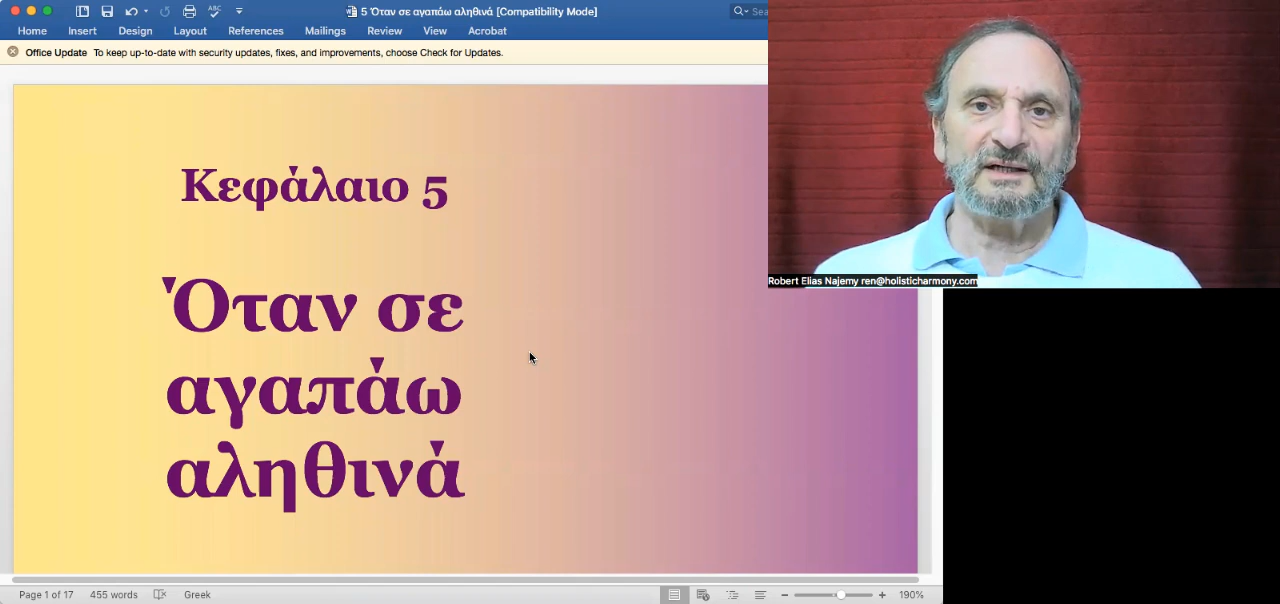 5 Όταν σε αγαπάω αληθινά [Compatibility Mode]
Sea
Home Insert Design Layout References Mailings Review View Acrobat
Office Update To keep up-to-date with security updates, fixes, and improvements, choose Check for Updates.
Κεφάλαιο 5
Όταν σε
αγαπάω
αληθινά
Robert Elias Najemy ren@holisticharmony.com
Page 1 of 17 455 words Greek 190%